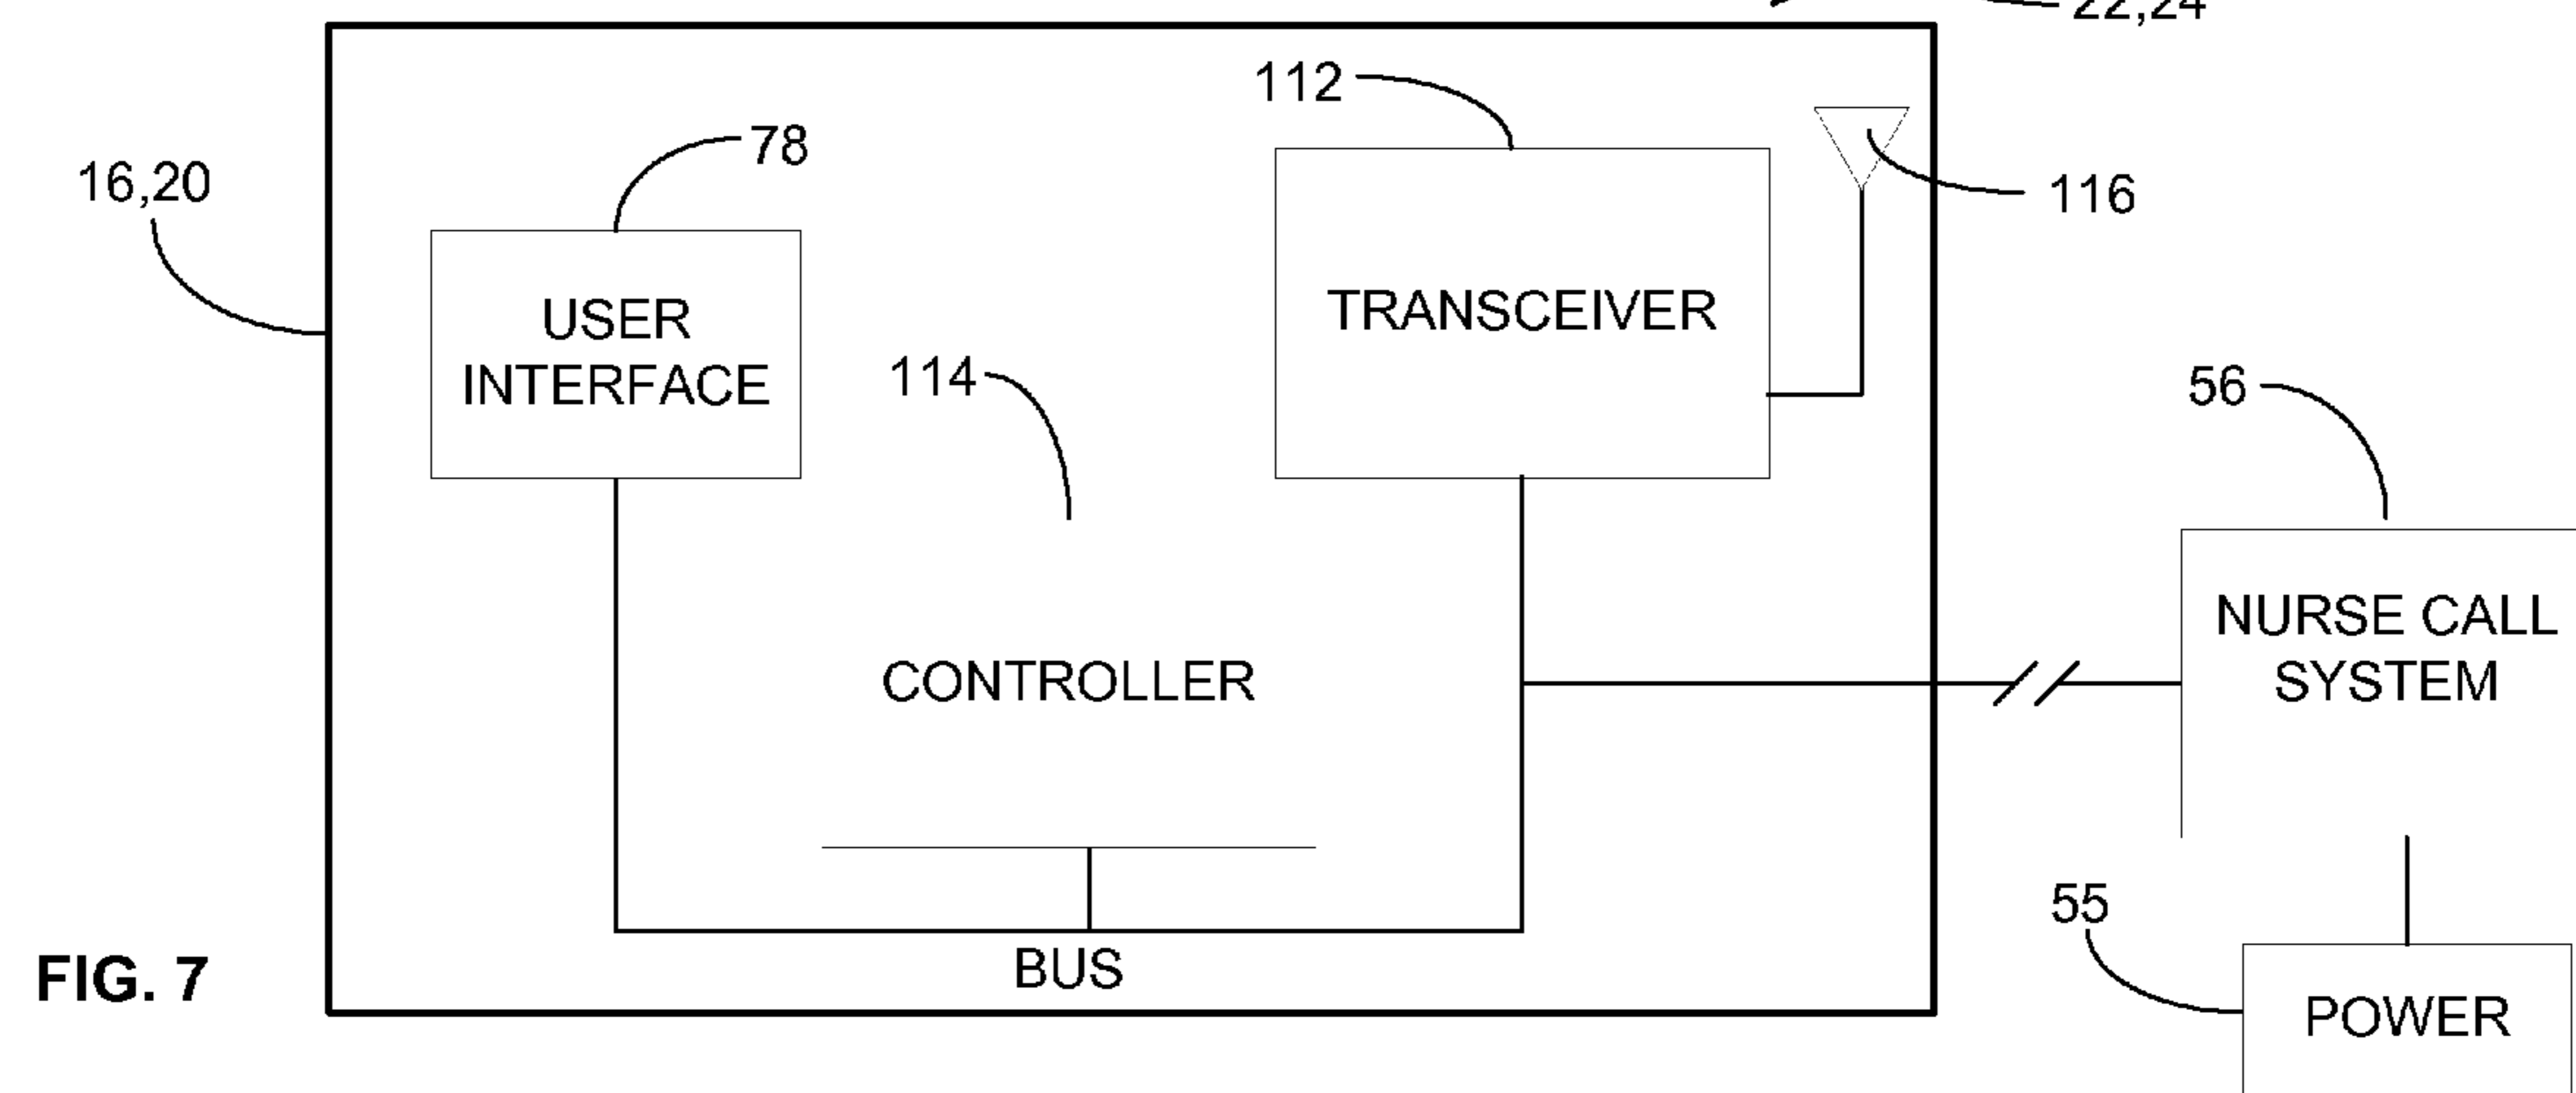 22,24
112
78
16,20
116
USER
INTERFACE
TRANSCEIVER
114
56
NURSE CALL
SYSTEM
CONTROLLER
55
BUS
FIG. 7
POWER